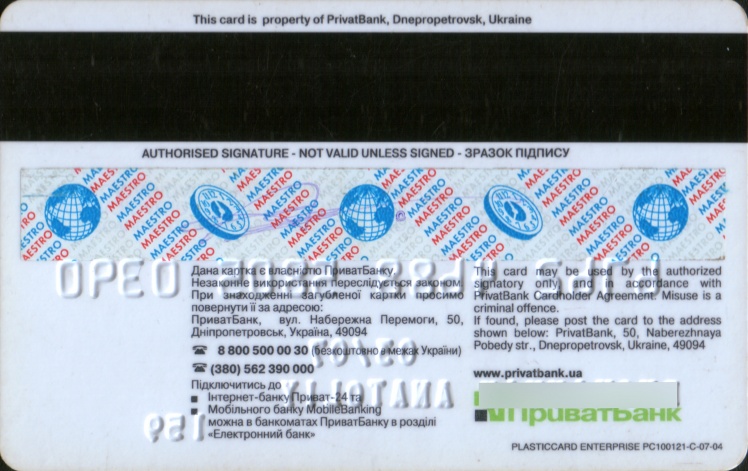 This card is property of PrivatBank, Dnepropetrovsk, Ukraine
AUTHORISED SIGNATURE - NOT VALID UNLESS SIGNED - ЗРАЗОК ПІДПИСУ
MAESTRO
Дана картка є власністю ПриватБанку.
Незаконне використання переслідується законом.
При знаходженні загубленої картки просимо
повернути її за адресою:
ПриватБанк, вул. Набережна Перемоги, 50,
Дніпропетровськ, Україна, 49094
8 800 500 00 30 (безкоштовно в межах України)
(380) 562 390 000
Підключитись до
Інтернет-банку Приват-24 та
Мобільного банку MobileBanking
можна в банкоматах ПриватБанку в розділі
«Електронний банк»
This card may be used by the authorized
signatory only and in accordance with
PrivatBank Cardholder Agreement. Misuse is a
criminal offence.
If found, please post the card to the address
shown below: PrivatBank, 50, Naberezhnaya
Pobedy str., Dnepropetrovsk, Ukraine, 49094
www.privatbank.ua
ПриватБанк
PLASTICCARD ENTERPRISE PC100121-C-07-04